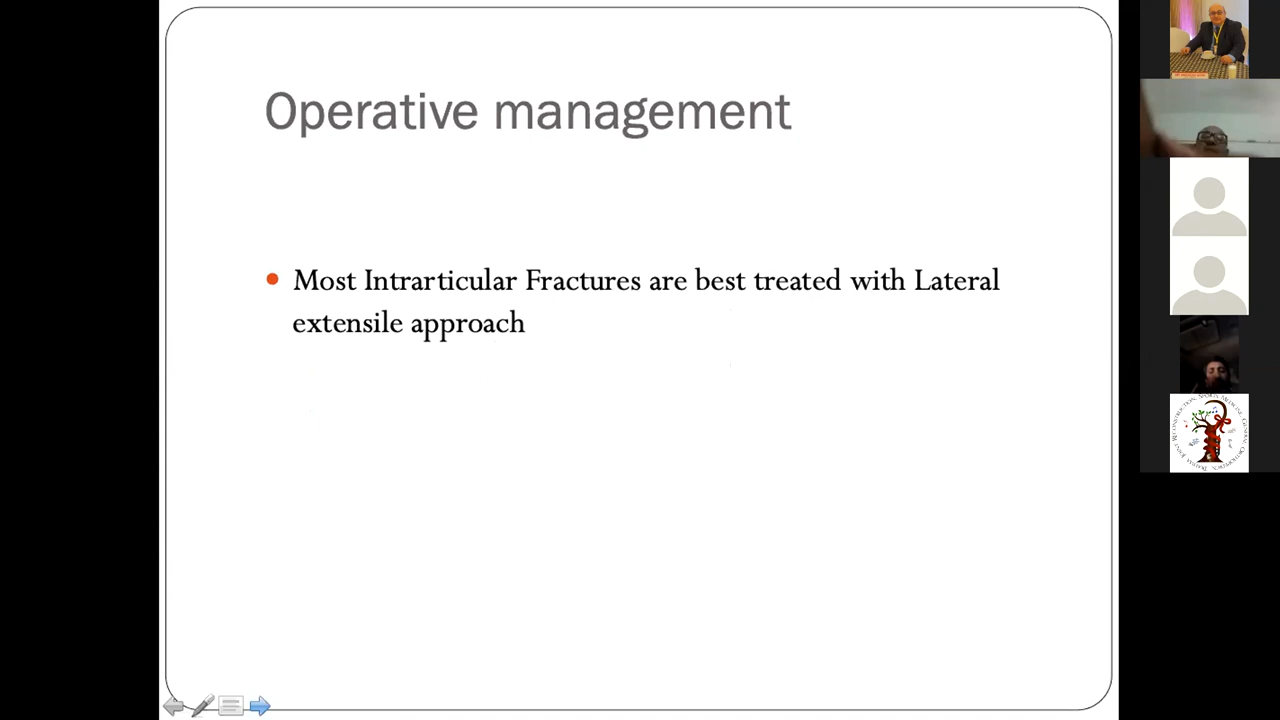 Operative management
Most Intrarticular Fractures are best treated with Lateral
extensile approach